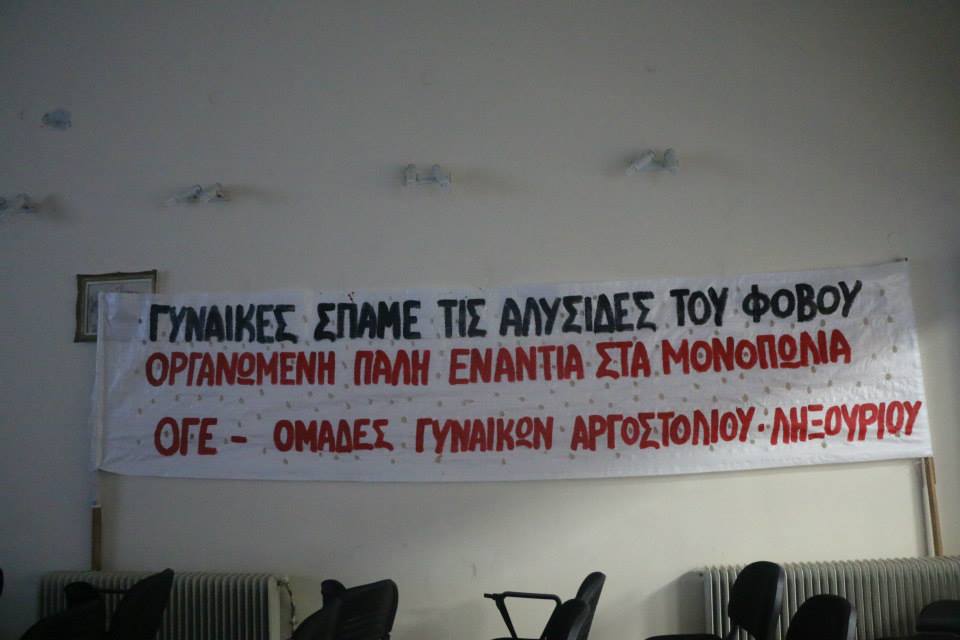 ΓΥΝΑΙΚΕΣ ΣΠΑΜΕ ΤΙΣ ΑΛΥΣΙΔΕΣ ΤΟΥ ΦΟΒΟΥ
ΟΡΓΑΝΩΜΕΝΗ ΠΑΛΗ ΕΝΑΝΤΙΑ ΣΤΑ ΜΟΝΟΠΩΛΙΑ
ΟΓΕ - ΟΜΑΔΕΣ ΓΥΝΑΙΚΩΝ ΑΡΓΟΣΤΟΛΙΟΥ·ΛΗΞΟΥΡΙΟΥ